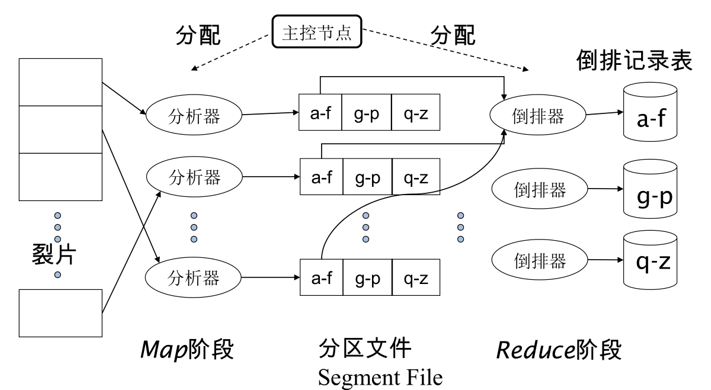 分配
主控节点
分配
倒排记录表
分析器
a-f g-p q-z
倒排器
a-f
分析器
a-f g-p q-z
倒排器
g-p
裂片
分析器
a-f g-p q-z
倒排器
q-z
Map阶段
分区文件
Segment File
Reduce阶段